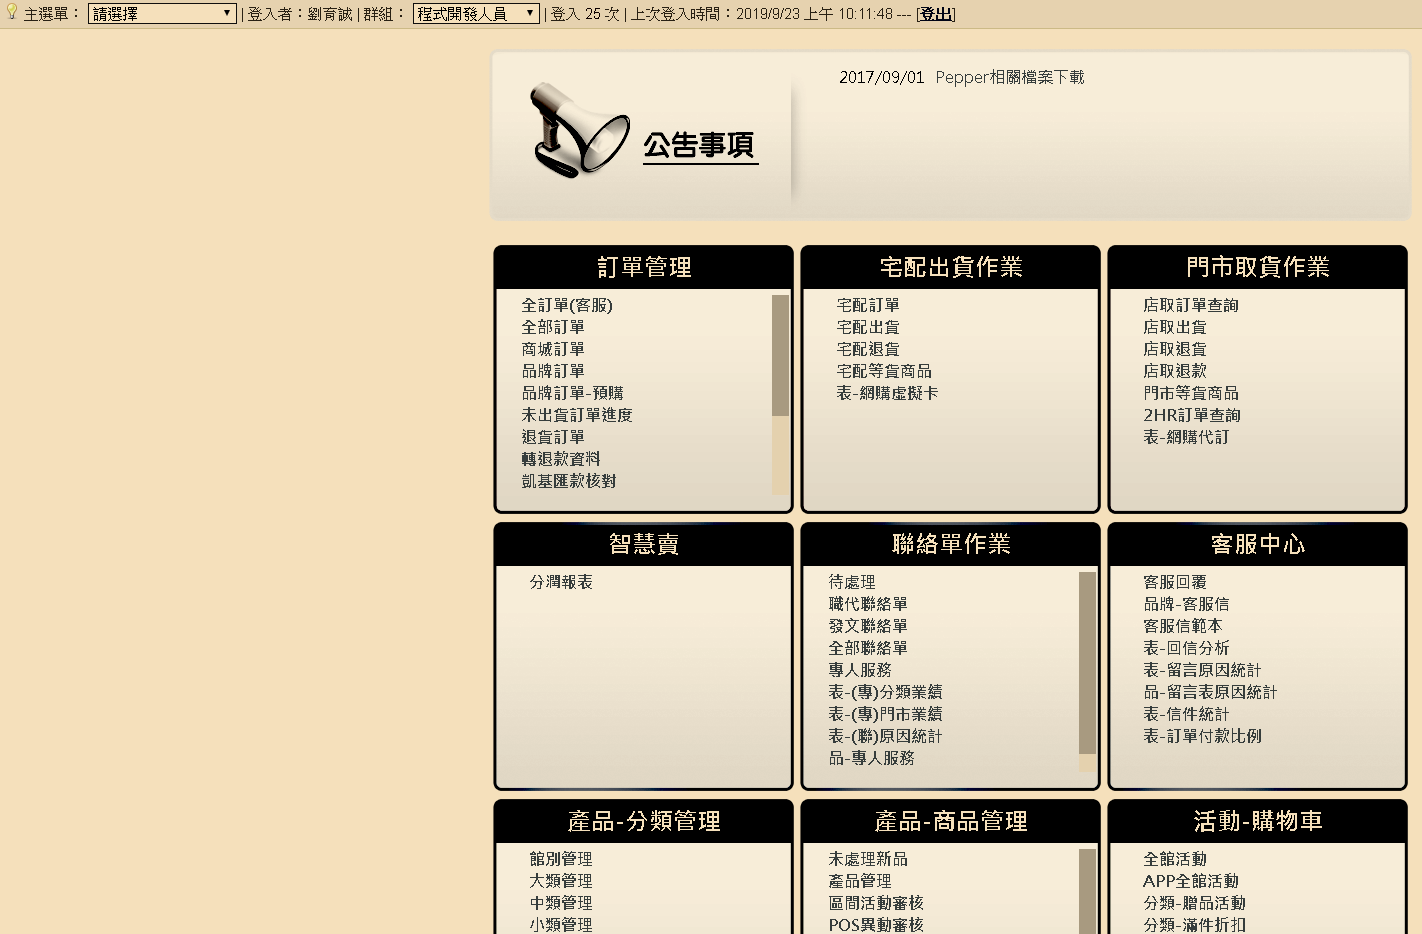 主選單： 請選擇 | 登入者：劉育誠 | 群組： 程式開發人員 | 登入 25 次 | 上次登入時間：2019/9/23 上午 10:11:48 --- [登出]
公告事項
2017/09/01 Pepper相關檔案下載
訂單管理
全訂單(客服)
全部訂單
商城訂單
品牌訂單
品牌訂單-預購
未出貨訂單進度
退貨訂單
轉退款資料
凱基匯款核對
宅配出貨作業
宅配訂單
宅配出貨
宅配退貨
宅配等貨商品
表-網購虛擬卡
門市取貨作業
店取訂單查詢
店取出貨
店取退貨
店取退款
門市等貨商品
2HR訂單查詢
表-網購代訂
智慧賣
分潤報表
聯絡單作業
待處理
職代聯絡單
發文聯絡單
全部聯絡單
專人服務
表-(專)分類業績
表-(專)門市業績
表-(聯)原因統計
品-專人服務
客服中心
客服回覆
品牌-客服信
客服信範本
表-回信分析
表-留言原因統計
品-留言表原因統計
表-信件統計
表-訂單付款比例
產品-分類管理
館別管理
大類管理
中類管理
小類管理
產品-商品管理
未處理新品
產品管理
區間活動審核
POS異動審核
活動-購物車
全館活動
APP全館活動
分類-贈品活動
分類-滿件折扣